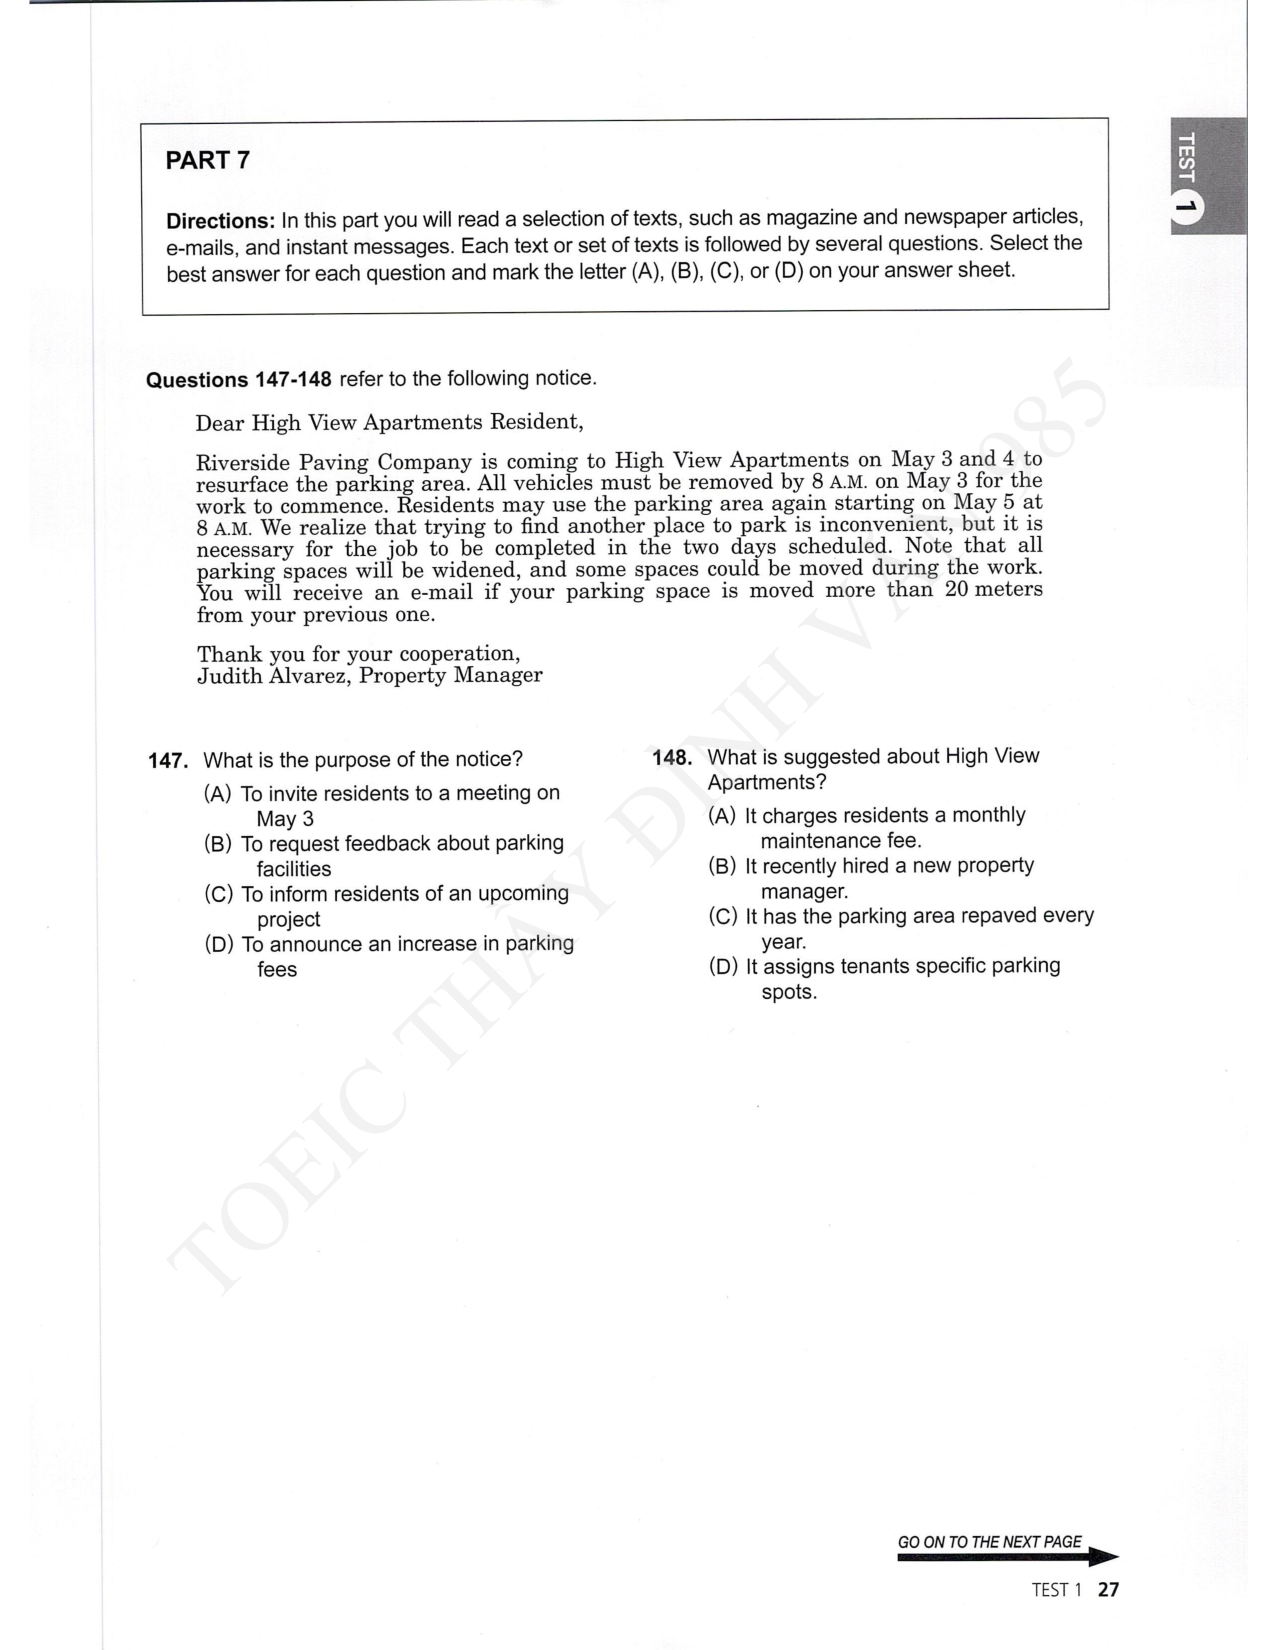 TEST 1
PART 7
Directions: In this part you will read a selection of texts, such as magazine and newspaper articles,
e-mails, and instant messages. Each text or set of texts is followed by several questions. Select the
best answer for each question and mark the letter (A), (B), (C), or (D) on your answer sheet.
Questions 147-148 refer to the following notice.
Dear High View Apartments Resident,
Riverside Paving Company is coming to High View Apartments on May 3 and 4 to
resurface the parking area. All vehicles must be removed by 8 A.M. on May 3 for the
work to commence. Residents may use the parking area again starting on May 5 at
8 A.M. We realize that trying to find another place to park is inconvenient, but it is
necessary for the job to be completed in the two days scheduled. Note that all
parking spaces will be widened, and some spaces could be moved during the work.
You will receive an e-mail if your parking space is moved more than 20 meters
from your previous one.
Thank you for your cooperation,
Judith Alvarez, Property Manager
147. What is the purpose of the notice?
(A) To invite residents to a meeting on
May 3
(B) To request feedback about parking
facilities
(C) To inform residents of an upcoming
project
(D) To announce an increase in parking
fees
148. What is suggested about High View
Apartments?
(A) It charges residents a monthly
maintenance fee.
(B) It recently hired a new property
manager.
(C) It has the parking area repaved every
year.
(D) It assigns tenants specific parking
spots.
TOEIC THẦY ĐÌNH VĂN 985
GO ON TO THE NEXT PAGE
TEST 1 27